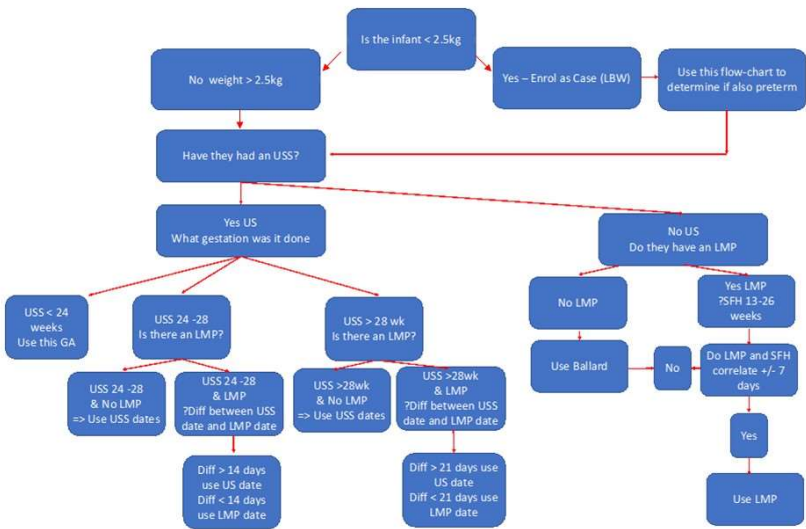 Is the infant < 2.5kg
No weight > 2.5kg
Yes – Enrol as Case (LBW)
Use this flow-chart to
determine if also preterm
Have they had an USS?
Yes US
What gestation was it done
No US
Do they have an LMP
USS < 24
weeks
Use this GA
USS 24 -28
Is there an LMP?
USS > 28 wk
Is there an LMP?
No LMP
Yes LMP
?SFH 13-26
weeks
USS 24 -28
& No LMP
=> Use USS dates
USS 24 -28
& LMP
?Diff between USS
date and LMP date
USS >28wk
& No LMP
=> Use USS dates
USS >28wk
& LMP
?Diff between USS
date and LMP date
Use Ballard
No
Do LMP and SFH
correlate +/- 7
days
Diff > 14 days
use US date
Diff < 14 days
use LMP date
Diff > 21 days use
US date
Diff < 21 days use
LMP date
Yes
Use LMP